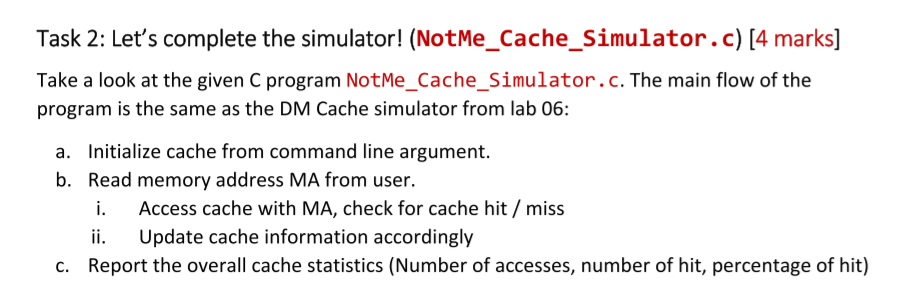 Task 2: Let’s complete the simulator! (NotMe_Cache_Simulator.c) [4 marks]
Take a look at the given C program NotMe_Cache_Simulator.c. The main flow of the
program is the same as the DM Cache simulator from lab 06:
a. Initialize cache from command line argument.
b. Read memory address MA from user.
i. Access cache with MA, check for cache hit / miss
ii. Update cache information accordingly
c. Report the overall cache statistics (Number of accesses, number of hit, percentage of hit)